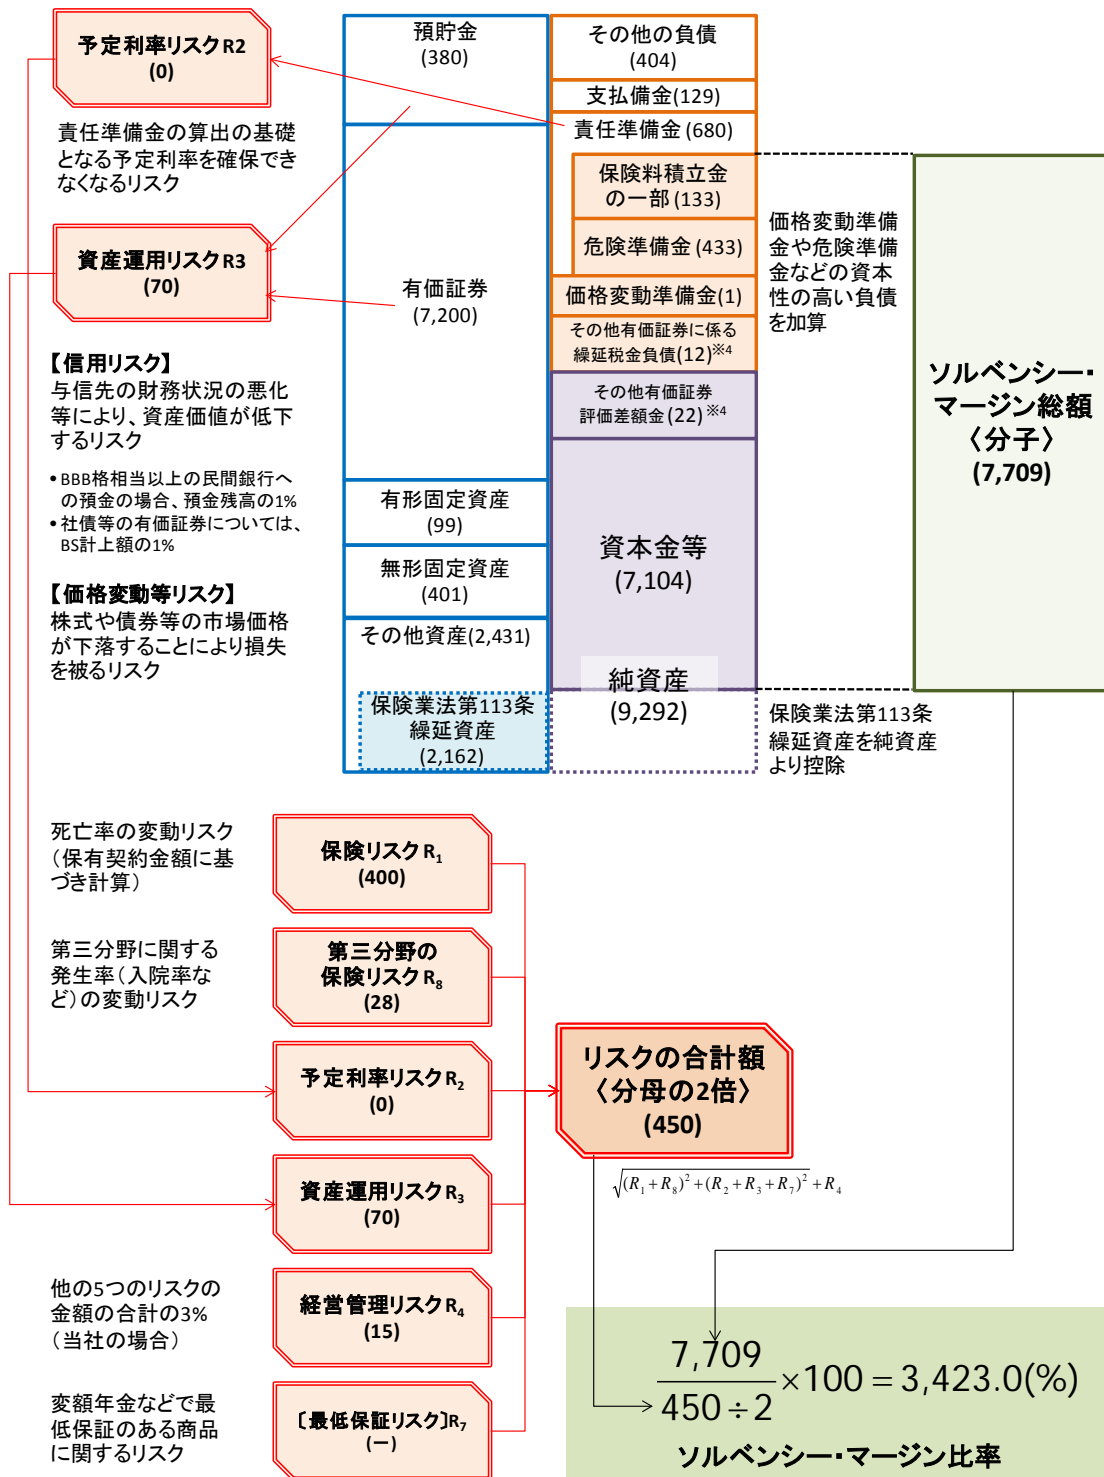 予定利率リスクR2
(0)
責任準備金の算出の基礎
となる予定利率を確保でき
なくなるリスク
資産運用リスクR3
(70)
【信用リスク】
与信先の財務状況の悪化
等により、資産価値が低下
するリスク
•BBB格相当以上の民間銀行へ
の預金の場合、預金残高の1%
•社債等の有価証券については、
BS計上額の1%
【価格変動等リスク】
株式や債券等の市場価格
が下落することにより損失
を被るリスク
預貯金
(380)
有価証券
(7,200)
有形固定資産
(99)
無形固定資産
(401)
その他資産(2,431)
保険業法第113条
繰延資産
(2,162)
その他の負債
(404)
支払備金(129)
責任準備金(680)
保険料積立金
の一部(133)
危険準備金(433)
価格変動準備金(1)
その他有価証券に係る
繰延税金負債(12)※4
その他有価証券
評価差額金(22)※4
資本金等
(7,104)
純資産
(9,292)
価格変動準備
金や危険準備
金などの資本
性の高い負債
を加算
保険業法第113条
繰延資産を純資産
より控除
ソルベンシー・
マージン総額
〈分子〉
(7,709)
死亡率の変動リスク
（保有契約金額に基
づき計算）
保険リスクR1
(400)
第三分野に関する
発生率（入院率な
ど）の変動リスク
第三分野の
保険リスクR8
(28)
予定利率リスクR2
(0)
資産運用リスクR3
(70)
他の5つのリスクの
金額の合計の3%
（当社の場合）
経営管理リスクR4
(15)
変額年金などで最
低保証のある商品
に関するリスク
〔最低保証リスク〕R7
(ー)
リスクの合計額
〈分母の2倍〉
(450)
√(R1+R8)²+(R2+R3+R7)²+R4
7,709
450÷2
×100=3,423.0(%)
ソルベンシー・マージン比率